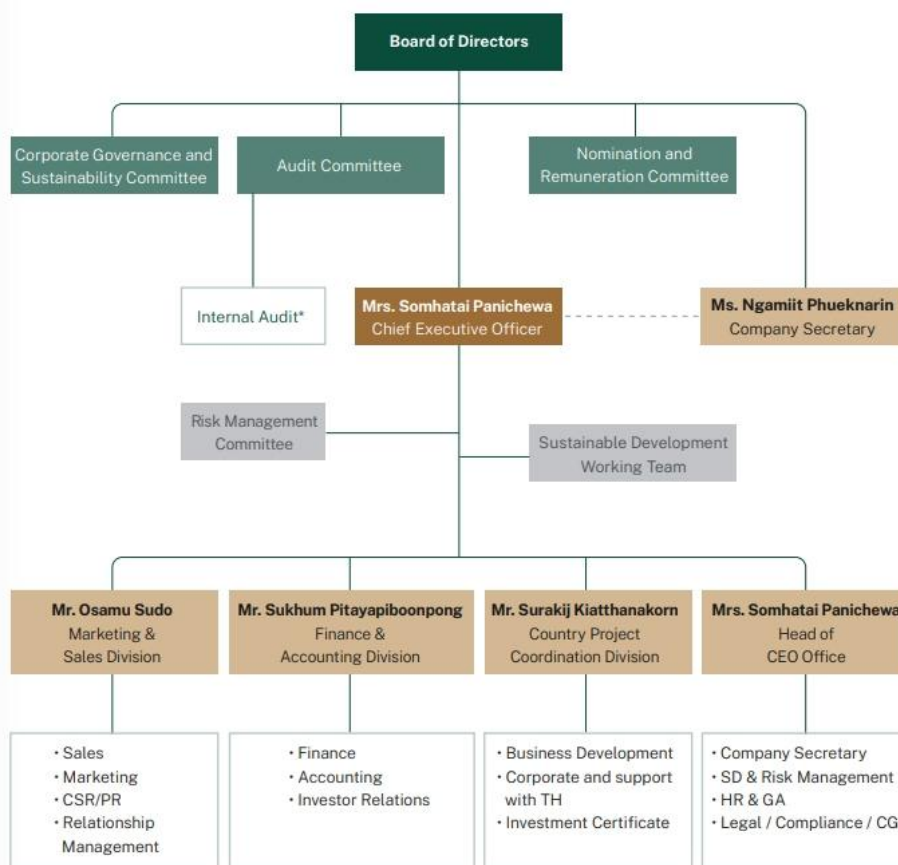 Board of Directors
Corporate Governance and
Sustainability Committee
Audit Committee
Nomination and
Remuneration Committee
Internal Audit*
Mrs. Somhatai Panichewa
Chief Executive Officer
Ms. Ngamiit Phueknarin
Company Secretary
Risk Management
Committee
Sustainable Development
Working Team
Mr. Osamu Sudo
Marketing &
Sales Division
Mr. Sukhum Pitayapiboonpong
Finance &
Accounting Division
Mr. Surakij Kiatthanakorn
Country Project
Coordination Division
Mrs. Somhatai Panichewa
Head of
CEO Office
• Sales
• Marketing
• CSR/PR
• Relationship
Management
• Finance
• Accounting
• Investor Relations
• Business Development
• Corporate and support
with TH
• Investment Certificate
• Company Secretary
• SD & Risk Management
• HR & GA
• Legal / Compliance / CG